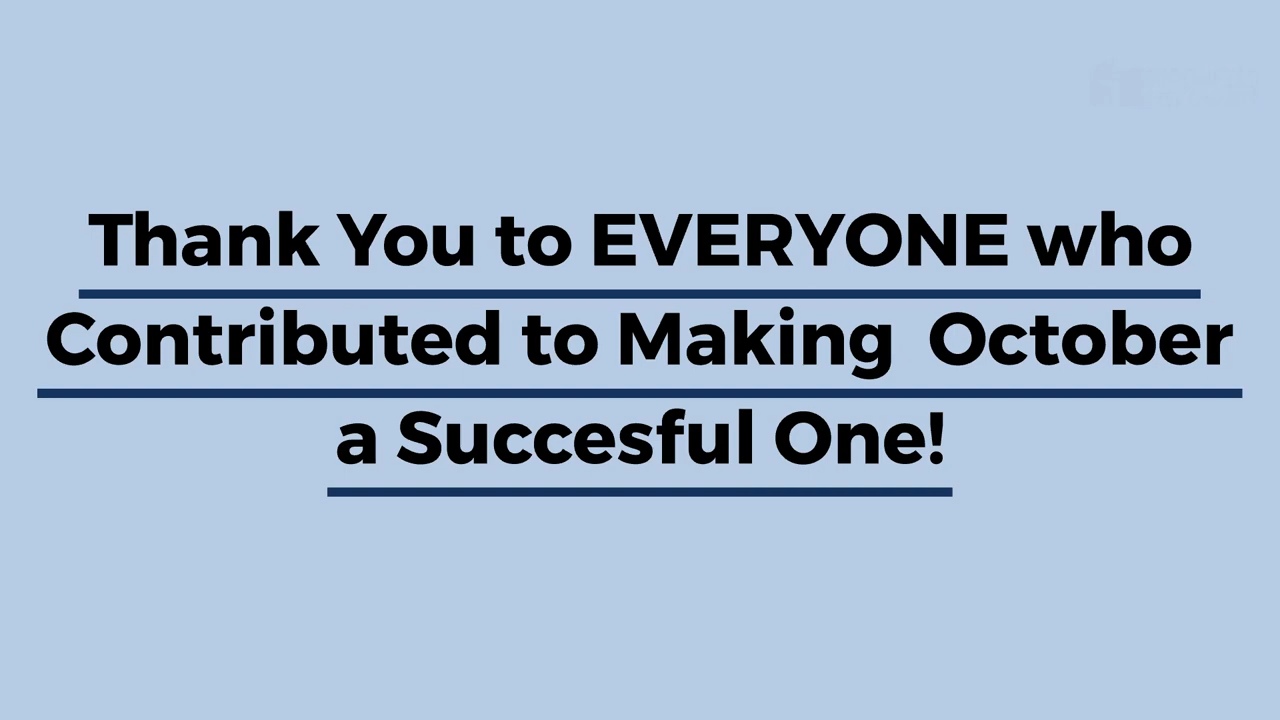 Thank You to EVERYONE who
Contributed to Making  October
a Succesful One!